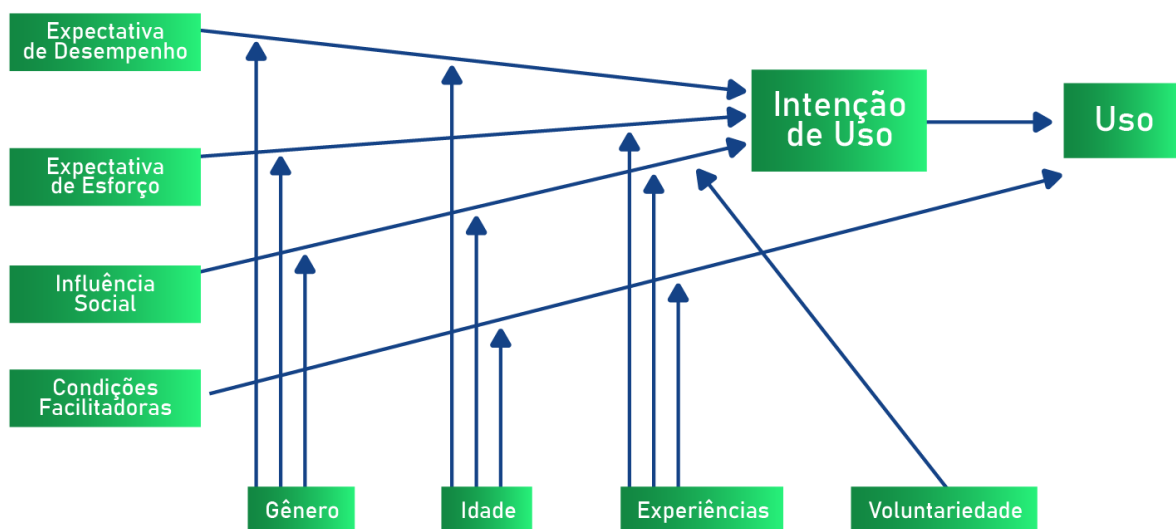 Expectativa
de Desempenho
Expectativa
de Esforço
Influência
Social
Condições
Facilitadoras
Intenção
de Uso
Uso
Gênero
Idade
Experiências
Voluntariedade